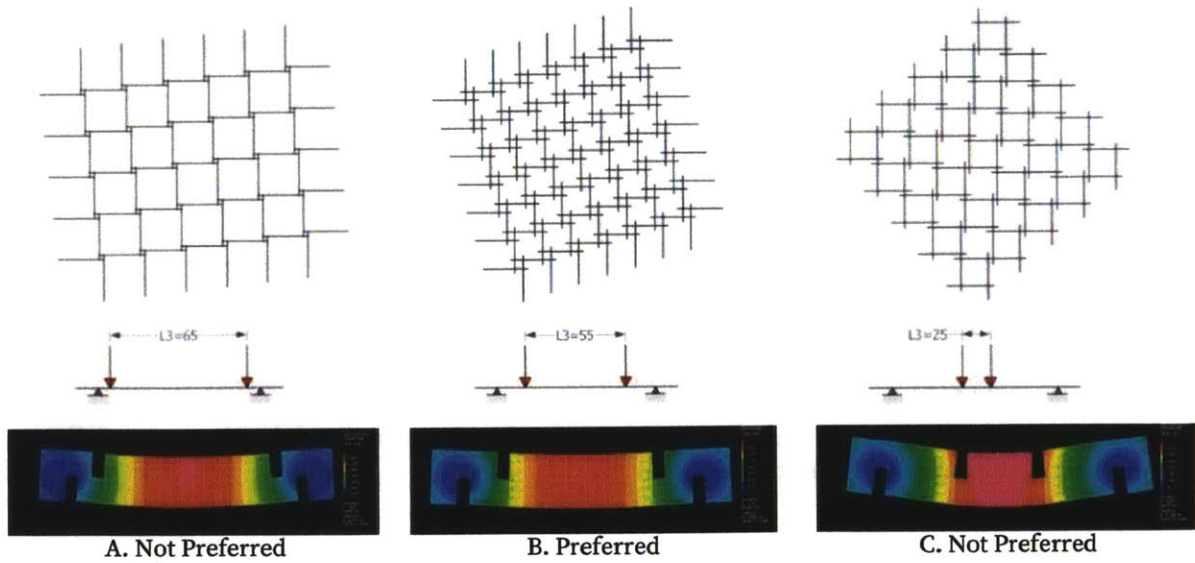 L3=65
L3=55
L3=25
A. Not Preferred
B. Preferred
C. Not Preferred